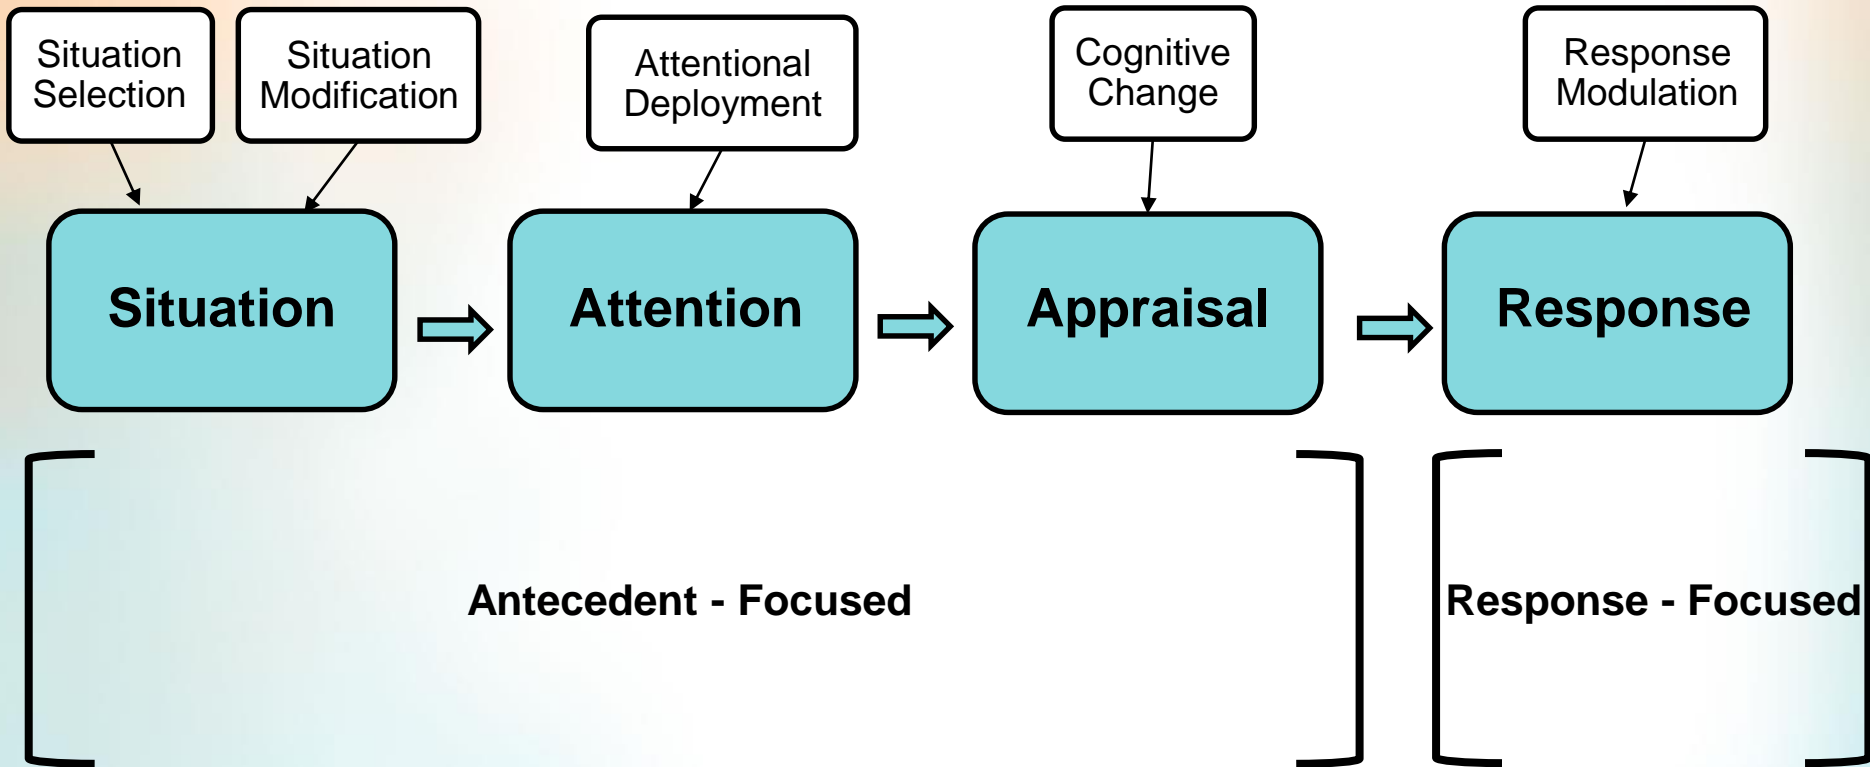 Situation
Selection
Situation
Modification
Attentional
Deployment
Cognitive
Change
Response
Modulation
Situation
Attention
Appraisal
Response
Antecedent - Focused
Response - Focused